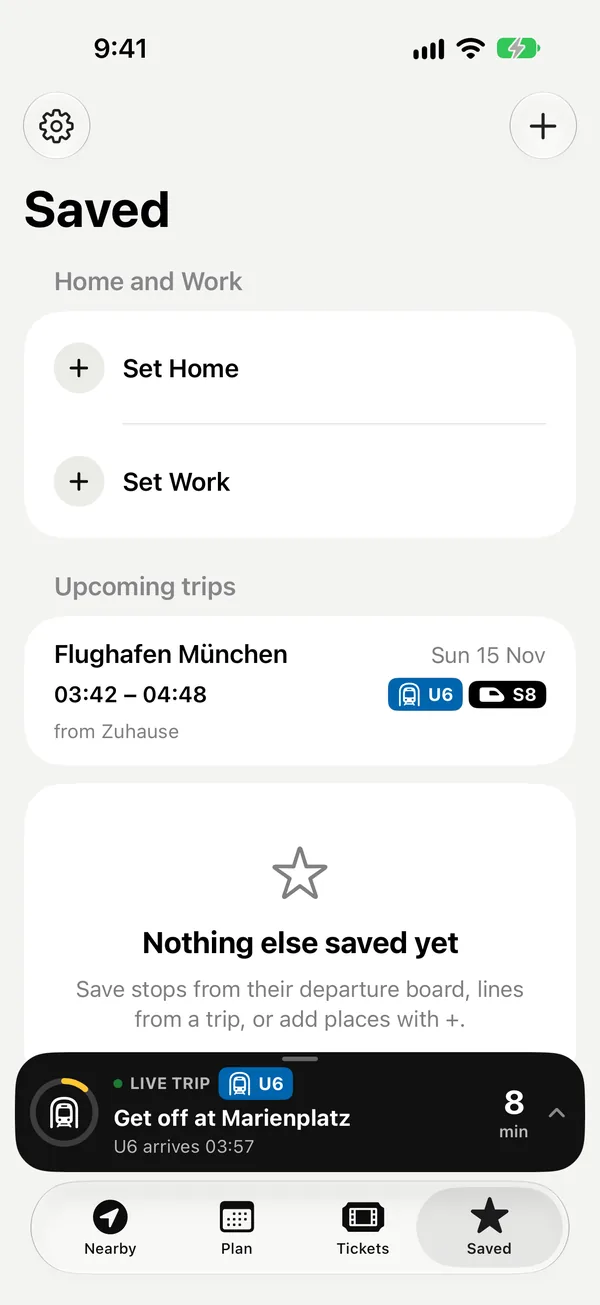 9:41
Saved
Home and Work
Set Home
Set Work
Upcoming trips
Flughafen München
Sun 15 Nov
03:42 – 04:48
U6
S8
from Zuhause
Nothing else saved yet
Save stops from their departure board, lines
from a trip, or add places with +.
LIVE TRIP
U6
Get off at Marienplatz
U6 arrives 03:57
8
min
Nearby
Plan
Tickets
Saved